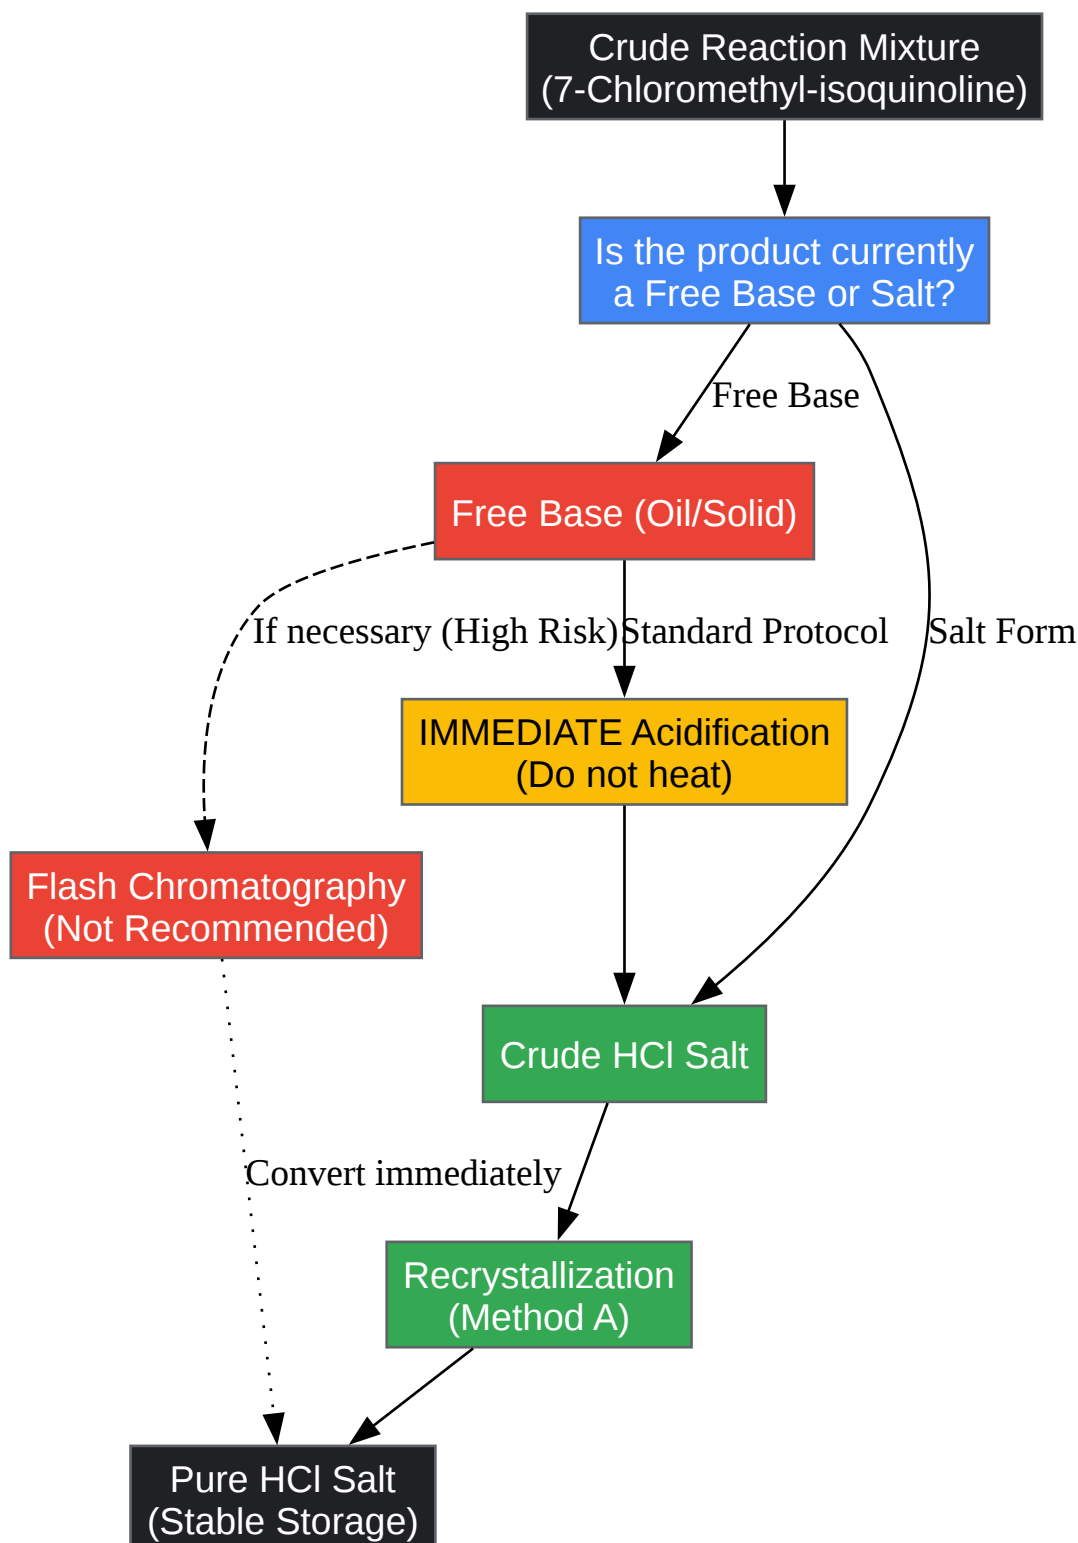 Crude Reaction Mixture
(7-Chloromethyl-isoquinoline)
Is the product currently
a Free Base or Salt?
Free Base
Free Base (Oil/Solid)
If necessary (High Risk)
Standard Protocol
Salt Form
IMMEDIATE Acidification
(Do not heat)
Flash Chromatography
(Not Recommended)
Crude HCl Salt
Convert immediately
Recrystallization
(Method A)
Pure HCl Salt
(Stable Storage)